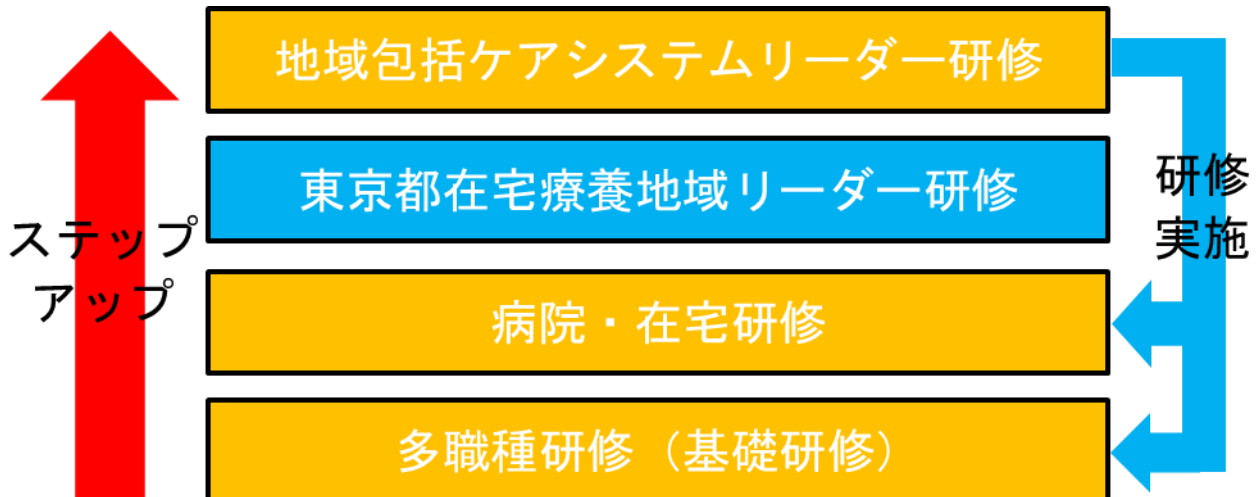 地域包括ケアシステムリーダー研修
東京都在宅療養地域リーダー研修
病院・在宅研修
多職種研修（基礎研修）
ステップ
アップ
研修
実施